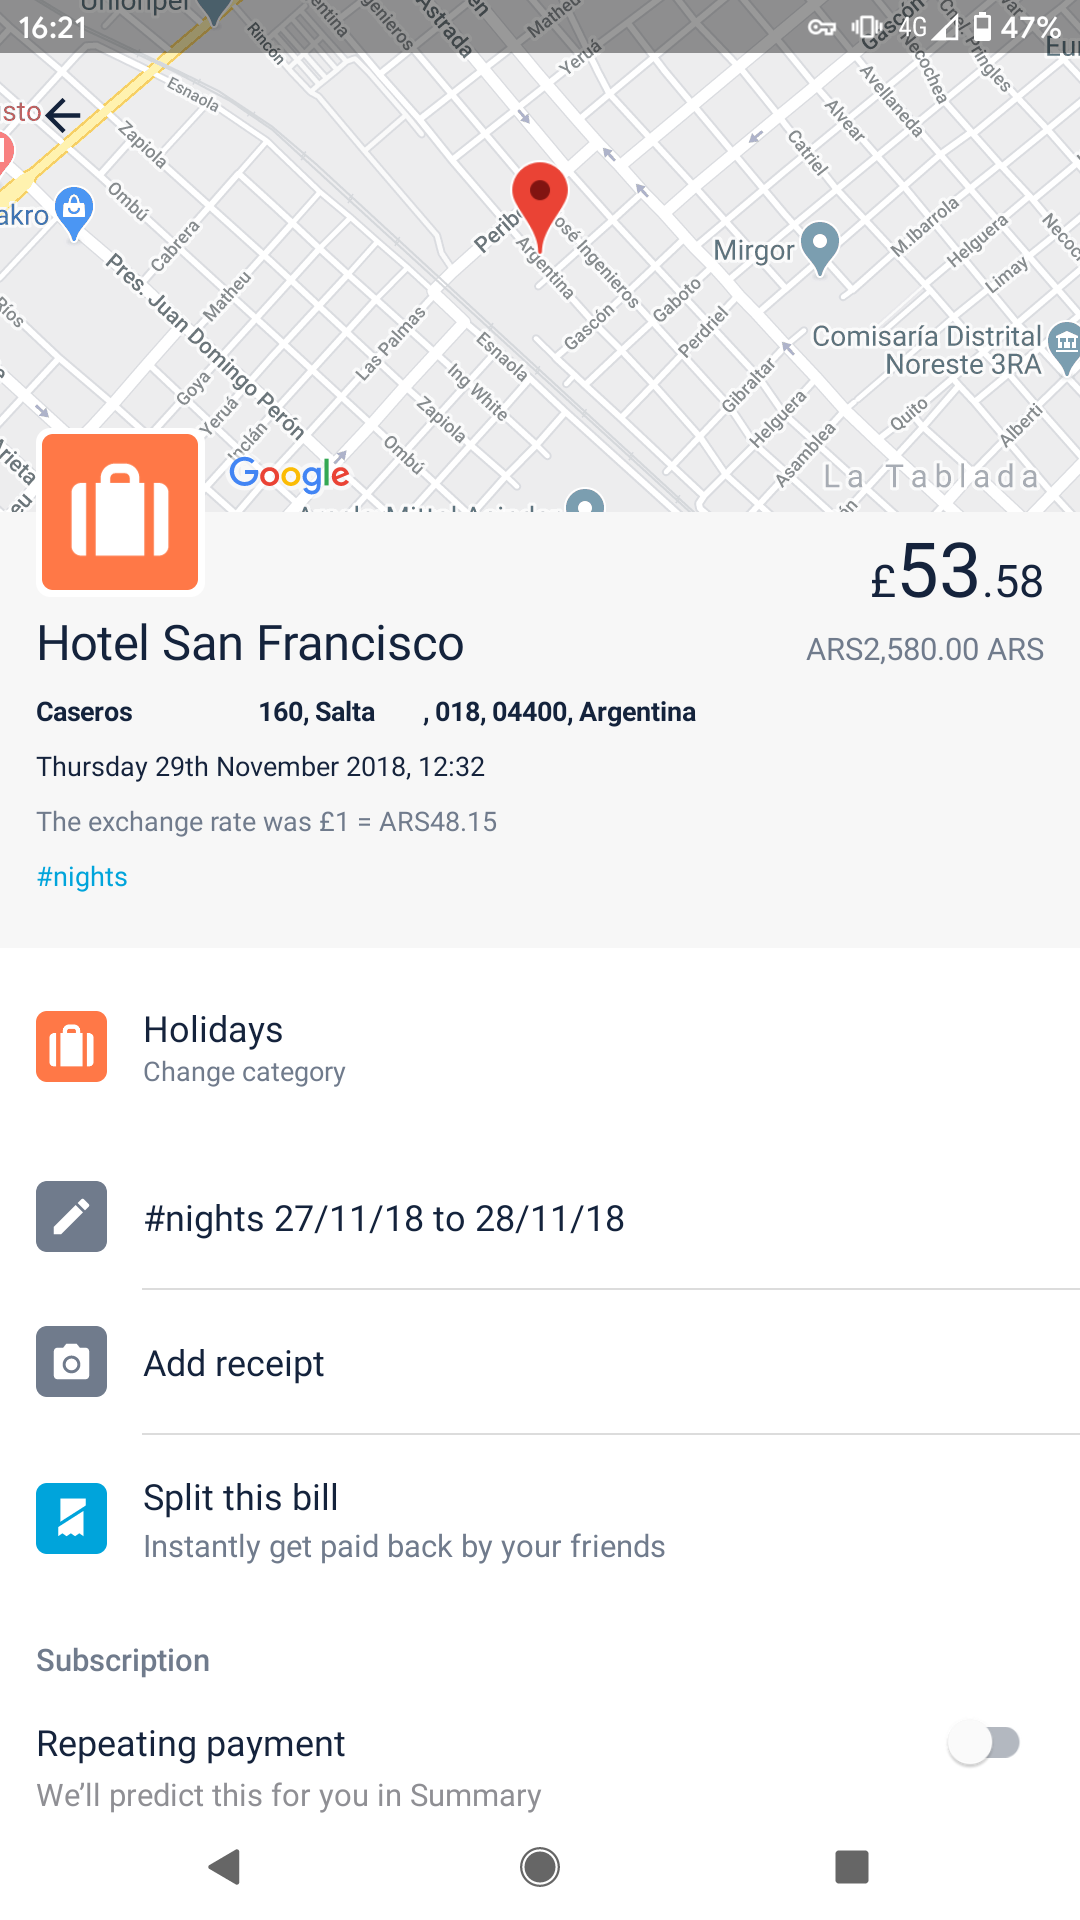 16:21
4G
47%
Rincón
Matheu
Yeruá
Esnaola
Zapiola
Ombú
Cabrera
Matheu
Pres. Juan Domingo Perón
Astrada
Necochea
Pringles
Avellaneda
Alvear
Catriel
Argentina
José Ingenieros
Gascón
Gaboto
Perdriel
Mirgor
M.Ibarrola
Helguera
Limay
Comisaría Distrital
Noreste 3RA
Las Palmas
Esnaola
Ing White
Zapiola
Ombú
Goya
Yeruá
Inclán
Gibraltar
Helguera
Asamblea
Quito
Alberti
La Tablada
Google
£53.58
Hotel San Francisco
ARS2,580.00 ARS
Caseros 160, Salta , 018, 04400, Argentina
Thursday 29th November 2018, 12:32
The exchange rate was £1 = ARS48.15
#nights
Holidays
Change category
#nights 27/11/18 to 28/11/18
Add receipt
Split this bill
Instantly get paid back by your friends
Subscription
Repeating payment
We’ll predict this for you in Summary